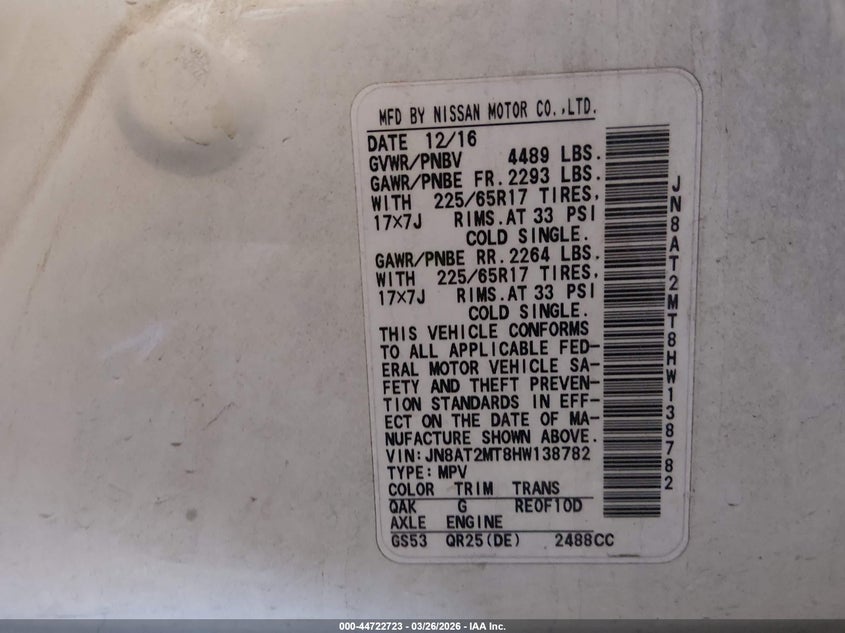 MFD BY NISSAN MOTOR CO.,LTD.
DATE 12/16
GVWR/PNBV 4489 LBS.
GAWR/PNBE FR. 2293 LBS.
WITH 225/65R17 TIRES,
17×7J RIMS.AT 33 PSI
COLD SINGLE.
GAWR/PNBE RR. 2264 LBS.
WITH 225/65R17 TIRES,
17×7J RIMS.AT 33 PSI
COLD SINGLE.
THIS VEHICLE CONFORMS
TO ALL APPLICABLE FED-
ERAL MOTOR VEHICLE SA-
FETY AND THEFT PREVEN-
TION STANDARDS IN EFF-
ECT ON THE DATE OF MA-
NUFACTURE SHOWN ABOVE.
VIN: JN8AT2MT8HW138782
TYPE: MPV
COLOR TRIM TRANS
QAK G RE0F10D
AXLE ENGINE
GS53 QR25(DE) 2488CC
JN8AT2MT8HW138782
000-44722723 - 03/26/2026 - IAA Inc.